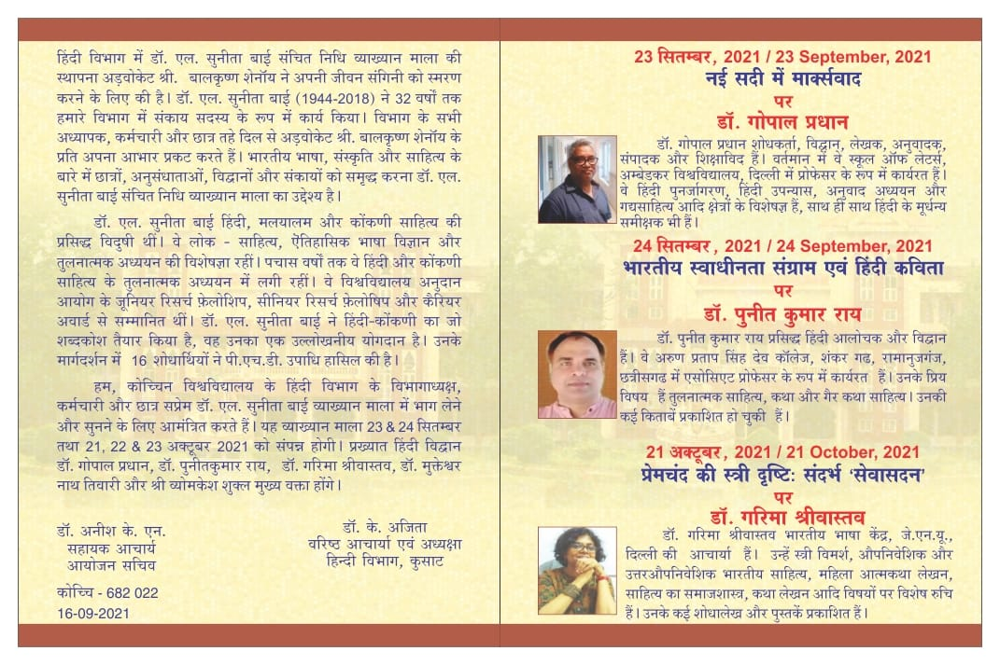 हिंदी विभाग में डॉ. एल. सुनीता बाई संचित निधि व्याख्यान माला की
स्थापना अड़वोकेट श्री. बालकृष्ण शेनॉय ने अपनी जीवन संगिनी को स्मरण
करने के लिए की है। डॉ. एल. सुनीता बाई (1944-2018) ने 32 वर्षों तक
हमारे विभाग में संकाय सदस्य के रूप में कार्य किया। विभाग के सभी
अध्यापक, कर्मचारी और छात्र तहे दिल से अड़वोकेट श्री. बालकृष्ण शेनॉय के
प्रति अपना आभार प्रकट करते हैं। भारतीय भाषा, संस्कृति और साहित्य के
बारे में छात्रों, अनुसंधाताओं, विद्वानों और संकायों को समृद्ध करना डॉ. एल.
सुनीता बाई संचित निधि व्याख्यान माला का उद्देश्य है।
डॉ. एल. सुनीता बाई हिंदी, मलयालम और कोंकणी साहित्य की
प्रसिद्ध विदुषी थीं। वे लोक - साहित्य, ऐतिहासिक भाषा विज्ञान और
तुलनात्मक अध्ययन की विशेषज्ञा रहीं। पचास वर्षों तक वे हिंदी और कोंकणी
साहित्य के तुलनात्मक अध्ययन में लगी रहीं। वे विश्वविद्यालय अनुदान
आयोग के जूनियर रिसर्च फ़ेलोशिप, सीनियर रिसर्च फ़ेलोषिप और कैरियर
अवार्ड से सम्मानित थीं। डॉ. एल. सुनीता बाई ने हिंदी-कोंकणी का जो
शब्दकोश तैयार किया है, वह उनका एक उल्लोखनीय योगदान है। उनके
मार्गदर्शन में 16 शोधार्थियों ने पी.एच.डी. उपाधि हासिल की है।
हम, कोच्चिन विश्वविद्यालय के हिंदी विभाग के विभागाध्यक्ष,
कर्मचारी और छात्र सप्रेम डॉ. एल. सुनीता बाई व्याख्यान माला में भाग लेने
और सुनने के लिए आमंत्रित करते हैं। यह व्याख्यान माला 23 & 24 सितम्बर
तथा 21, 22 & 23 अक्टूबर 2021 को संपन्न होगी। प्रख्यात हिंदी विद्वान
डॉ. गोपाल प्रधान, डॉ. पुनीतकुमार राय, डॉ. गरिमा श्रीवास्तव, डॉ. मुक्तेश्वर
नाथ तिवारी और श्री व्योमकेश शुक्ल मुख्य वक्ता होंगे।
डॉ. अनीश के. एन.
सहायक आचार्य
आयोजन सचिव
डॉ. के. अजिता
वरिष्ठ आचार्या एवं अध्यक्षा
हिन्दी विभाग, कुसाट
कोच्चि - 682 022
16-09-2021
23 सितम्बर, 2021 / 23 September, 2021
नई सदी में मार्क्सवाद
पर
डॉ. गोपाल प्रधान
डॉ. गोपाल प्रधान शोधकर्ता, विद्वान, लेखक, अनुवादक,
संपादक और शिक्षाविद हैं। वर्तमान में वे स्कूल ऑफ लेटर्स,
अम्बेडकर विश्वविद्यालय, दिल्ली में प्रोफेसर के रूप में कार्यरत हैं।
वे हिंदी पुनर्जागरण, हिंदी उपन्यास, अनुवाद अध्ययन और
गद्यसाहित्य आदि क्षेत्रों के विशेषज्ञ हैं, साथ ही साथ हिंदी के मूर्धन्य
समीक्षक भी हैं।
24 सितम्बर, 2021 / 24 September, 2021
भारतीय स्वाधीनता संग्राम एवं हिंदी कविता
पर
डॉ. पुनीत कुमार राय
डॉ. पुनीत कुमार राय प्रसिद्ध हिंदी आलोचक और विद्वान
हैं। वे अरुण प्रताप सिंह देव कॉलेज, शंकर गढ, रामानुजगंज,
छत्रीसगढ में एसोसिएट प्रोफेसर के रूप में कार्यरत हैं। उनके प्रिय
विषय हैं तुलनात्मक साहित्य, कथा और गैर कथा साहित्य। उनकी
कई किताबें प्रकाशित हो चुकी हैं।
21 अक्टूबर, 2021 / 21 October, 2021
प्रेमचंद की स्त्री दृष्टि: संदर्भ ‘सेवासदन’
पर
डॉ. गरिमा श्रीवास्तव
डॉ. गरिमा श्रीवास्तव भारतीय भाषा केंद्र, जे.एन.यू.,
दिल्ली की आचार्या हैं। उन्हें स्त्री विमर्श, औपनिवेशिक और
उत्तरऔपनिवेशिक भारतीय साहित्य, महिला आत्मकथा लेखन,
साहित्य का समाजशास्त्र, कथा लेखन आदि विषयों पर विशेष रुचि
हैं। उनके कई शोधालेख और पुस्तकें प्रकाशित हैं।